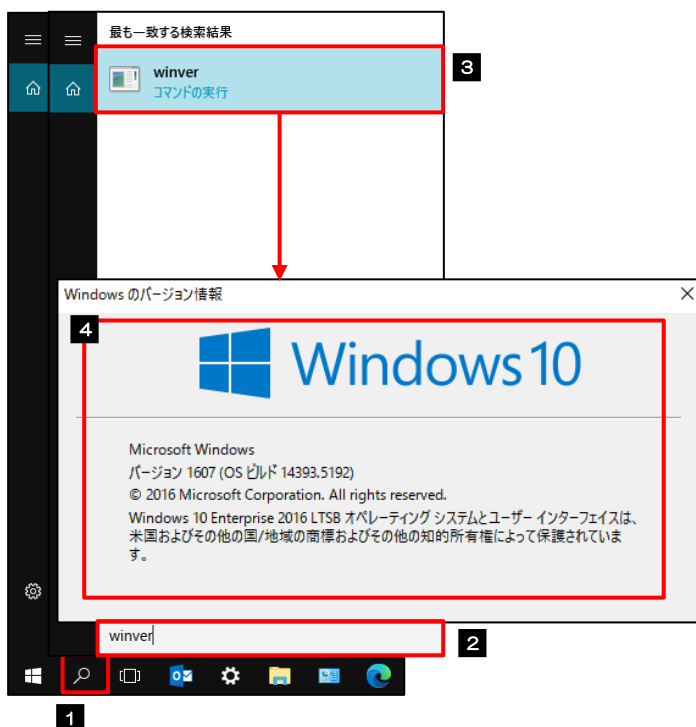 最も一致する検索結果
winver
コマンドの実行
3
Windows のバージョン情報
4
Windows 10
Microsoft Windows
バージョン 1607 (OS ビルド 14393.5192)
© 2016 Microsoft Corporation. All rights reserved.
Windows 10 Enterprise 2016 LTSB オペレーティング システムとユーザー インターフェイスは、
米国およびその他の国/地域の商標およびその他の知的所有権によって保護されていま
す。
winver
2
1